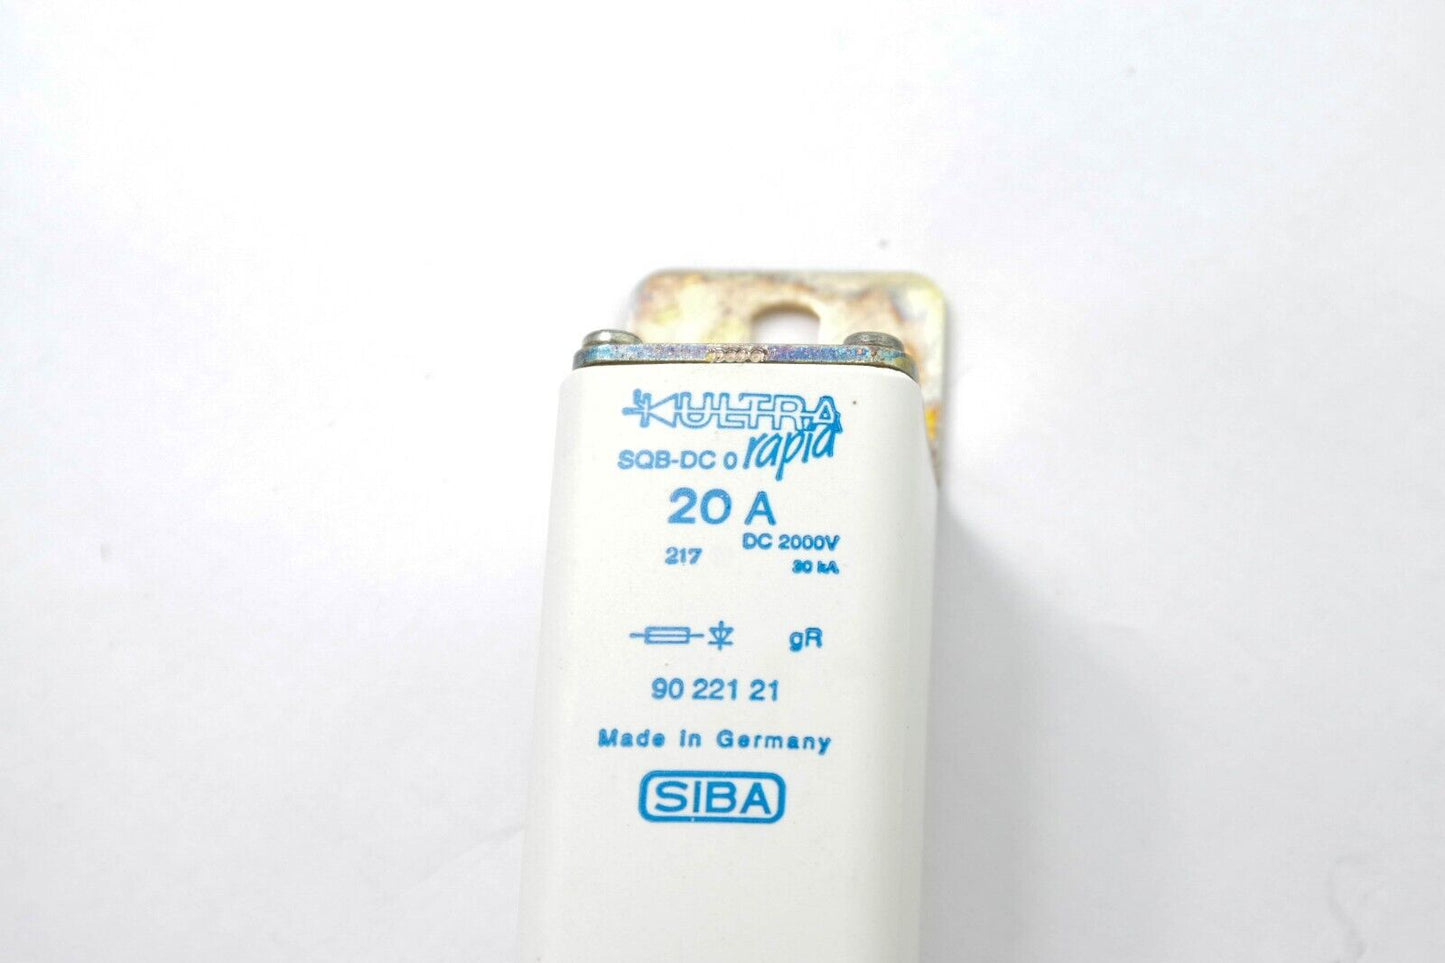 ULTRA
rapid
SQB-DC 0
20 A
DC 2000V
217
30 kA
gR
90 221 21
Made in Germany
SIBA